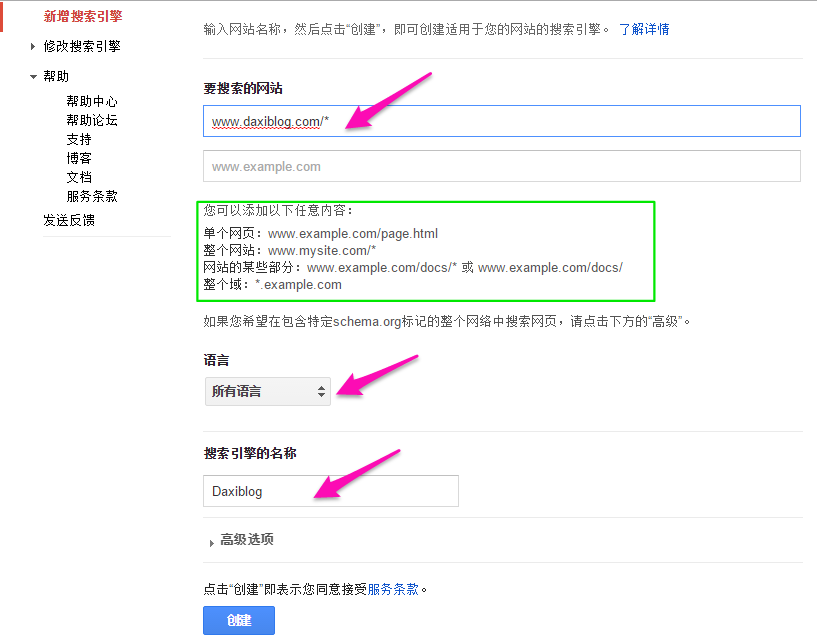 新增搜索引擎
修改搜索引擎
帮助
帮助中心
帮助论坛
支持
博客
文档
服务条款
发送反馈
输入网站名称，然后点击“创建”，即可创建适用于您的网站的搜索引擎。 了解详情
要搜索的网站
www.daxiblog.com/*
www.example.com
您可以添加以下任意内容：
单个网页：www.example.com/page.html
整个网站：www.mysite.com/*
网站的某些部分：www.example.com/docs/* 或 www.example.com/docs/
整个域：*.example.com
如果您希望在包含特定schema.org标记的整个网络中搜索网页，请点击下方的“高级”。
语言
所有语言
搜索引擎的名称
Daxiblog
高级选项
点击“创建”即表示您同意接受服务条款。
创建